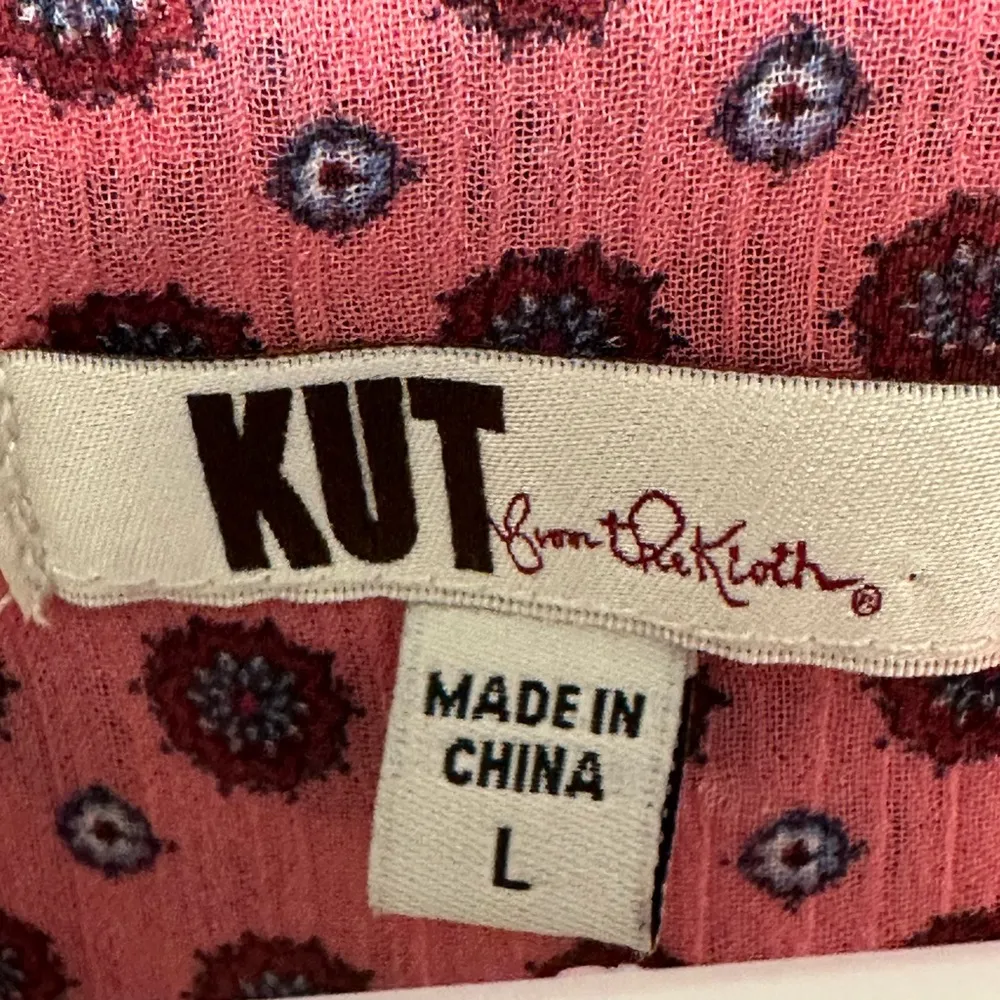 KUT from the Kloth®
MADE IN
CHINA
L